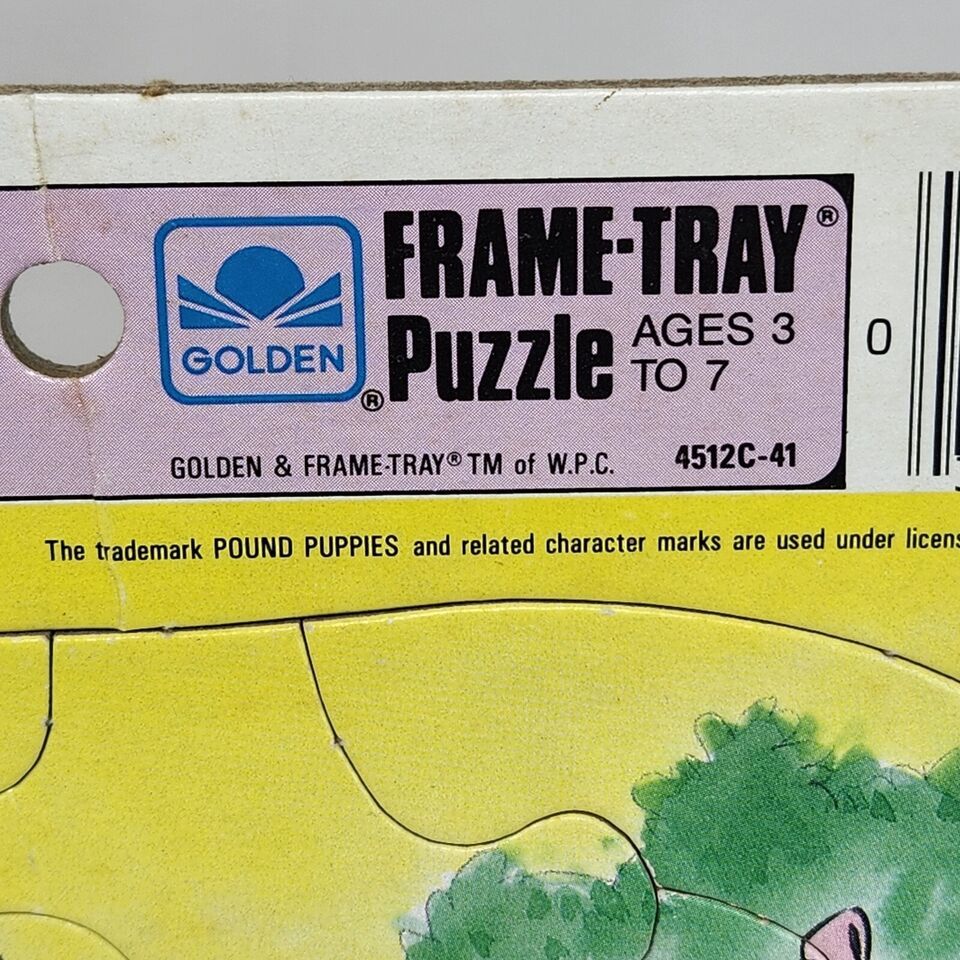 FRAME-TRAY®
GOLDEN®
Puzzle AGES 3
TO 7
0
GOLDEN & FRAME-TRAY® TM of W.P.C. 4512C-41
The trademark POUND PUPPIES and related character marks are used under